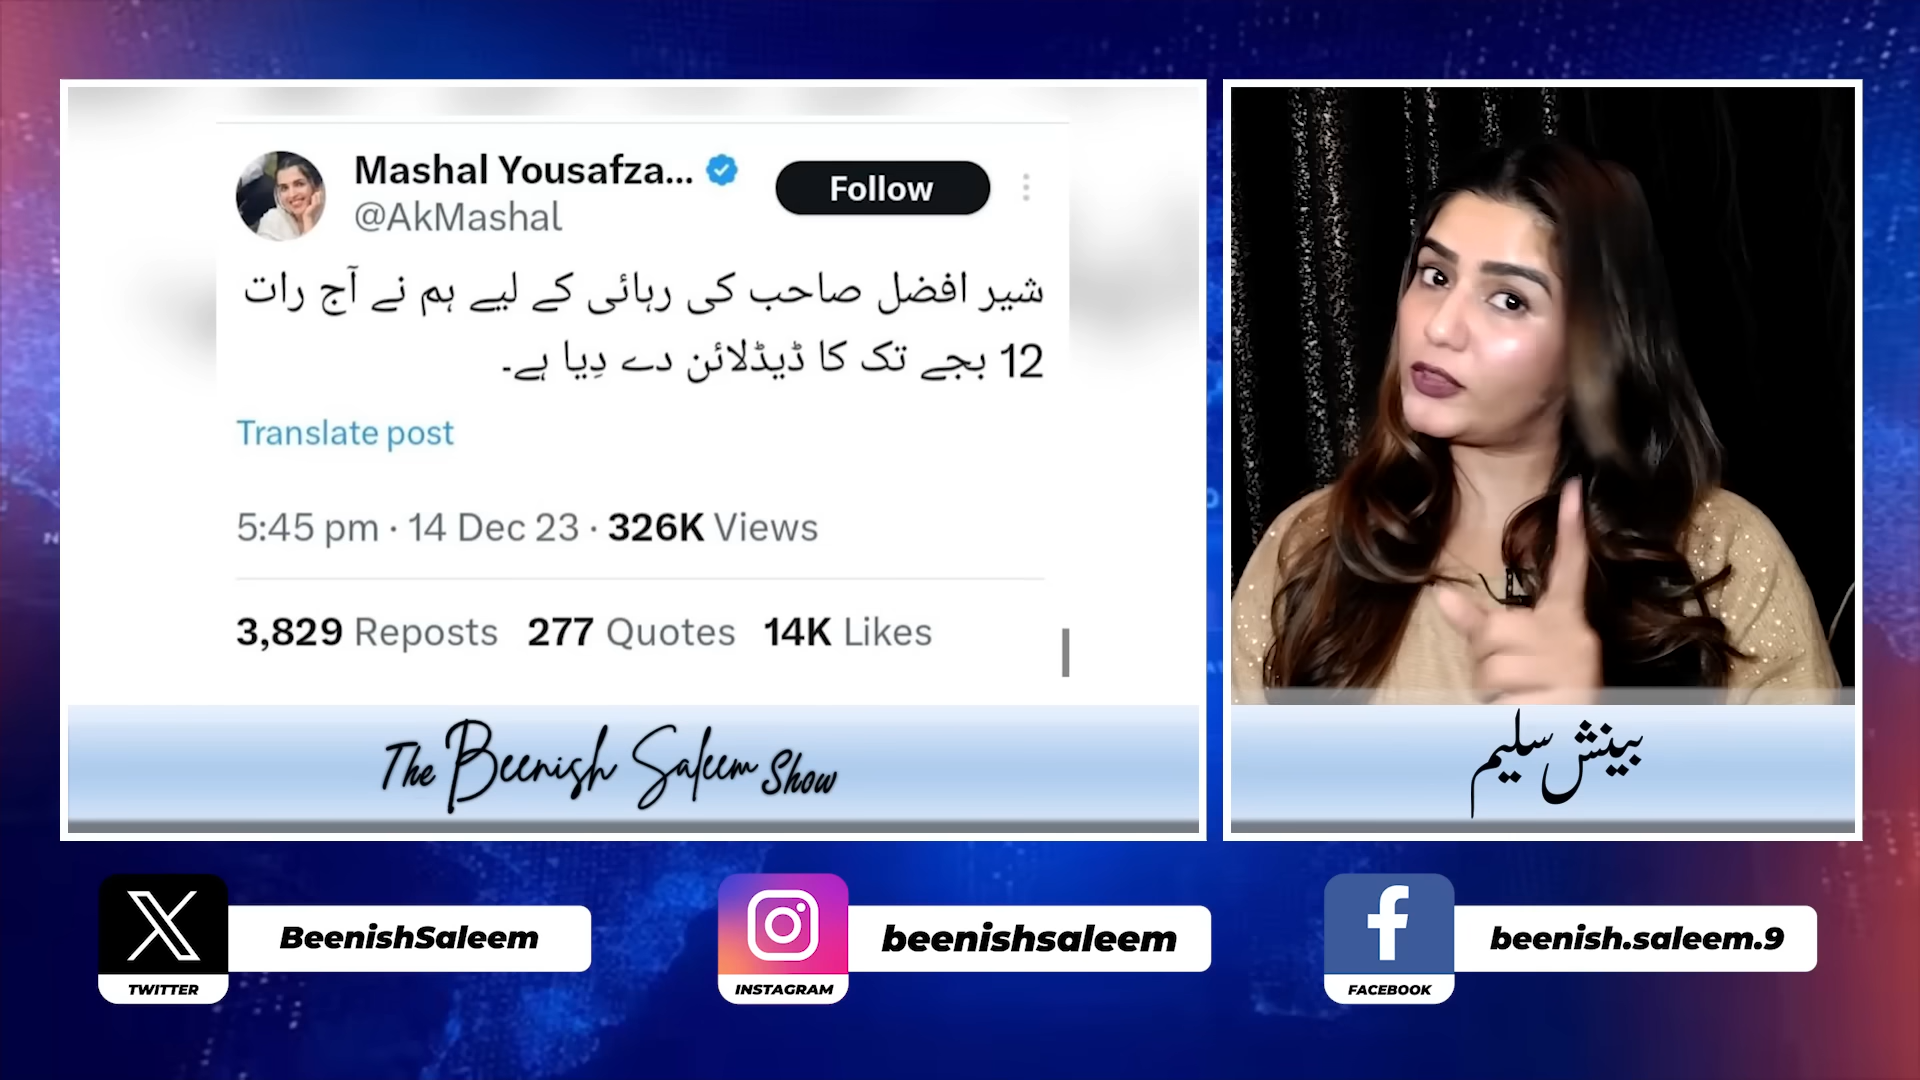 Mashal Yousafza...
@AkMashal
Follow
شیر افضل صاحب کی رہائی کے لیے ہم نے آج رات
12 بجے تک کا ڈیڈلائن دے دِیا ہے۔
Translate post
5:45 pm · 14 Dec 23 · 326K Views
3,829 Reposts 277 Quotes 14K Likes
The Beenish Saleem Show
بینش سلیم
BeenishSaleem
TWITTER
beenishsaleem
INSTAGRAM
beenish.saleem.9
FACEBOOK